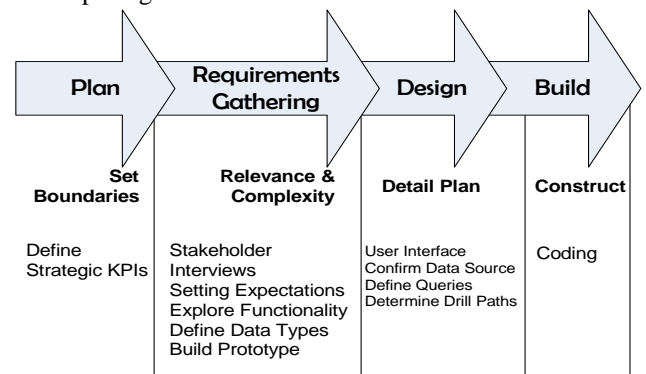 Plan
Requirements
Gathering
Design
Build
Set
Boundaries
Relevance &
Complexity
Detail Plan
Construct
Define
Strategic KPIs
Stakeholder
Interviews
Setting Expectations
Explore Functionality
Define Data Types
Build Prototype
User Interface
Confirm Data Source
Define Queries
Determine Drill Paths
Coding